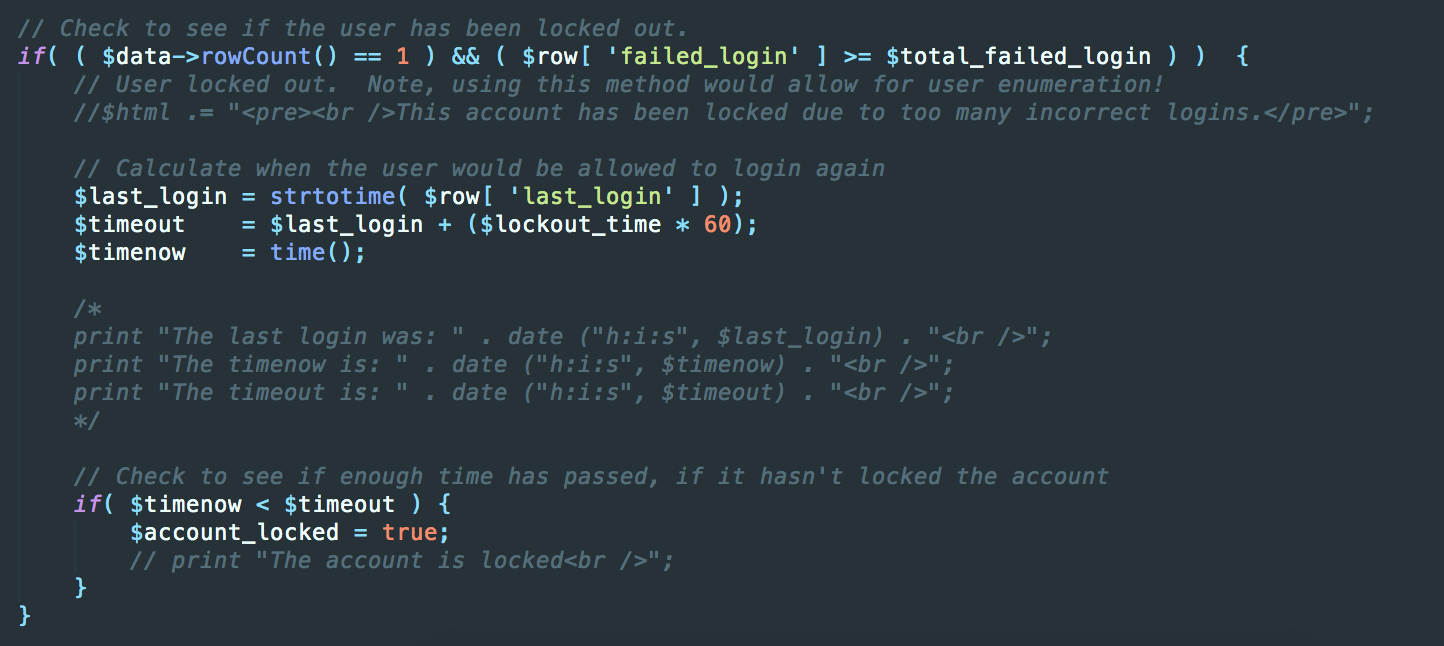 // Check to see if the user has been locked out.
if( ( $data->rowCount() == 1 ) && ( $row[ 'failed_login' ] >= $total_failed_login ) )  {
    // User locked out.  Note, using this method would allow for user enumeration!
    //$html .= "<pre><br />This account has been locked due to too many incorrect logins.</pre>";

    // Calculate when the user would be allowed to login again
    $last_login = strtotime( $row[ 'last_login' ] );
    $timeout    = $last_login + ($lockout_time * 60);
    $timenow    = time();

    /*
    print "The last login was: " . date ("h:i:s", $last_login) . "<br />";
    print "The timenow is: " . date ("h:i:s", $timenow) . "<br />";
    print "The timeout is: " . date ("h:i:s", $timeout) . "<br />";
    */

    // Check to see if enough time has passed, if it hasn't locked the account
    if( $timenow < $timeout ) {
        $account_locked = true;
        // print "The account is locked<br />";
    }
}